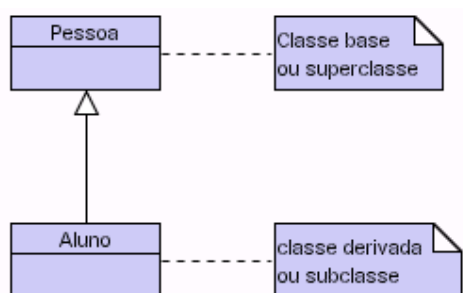 Pessoa
Classe base
ou superclasse
Aluno
classe derivada
ou subclasse